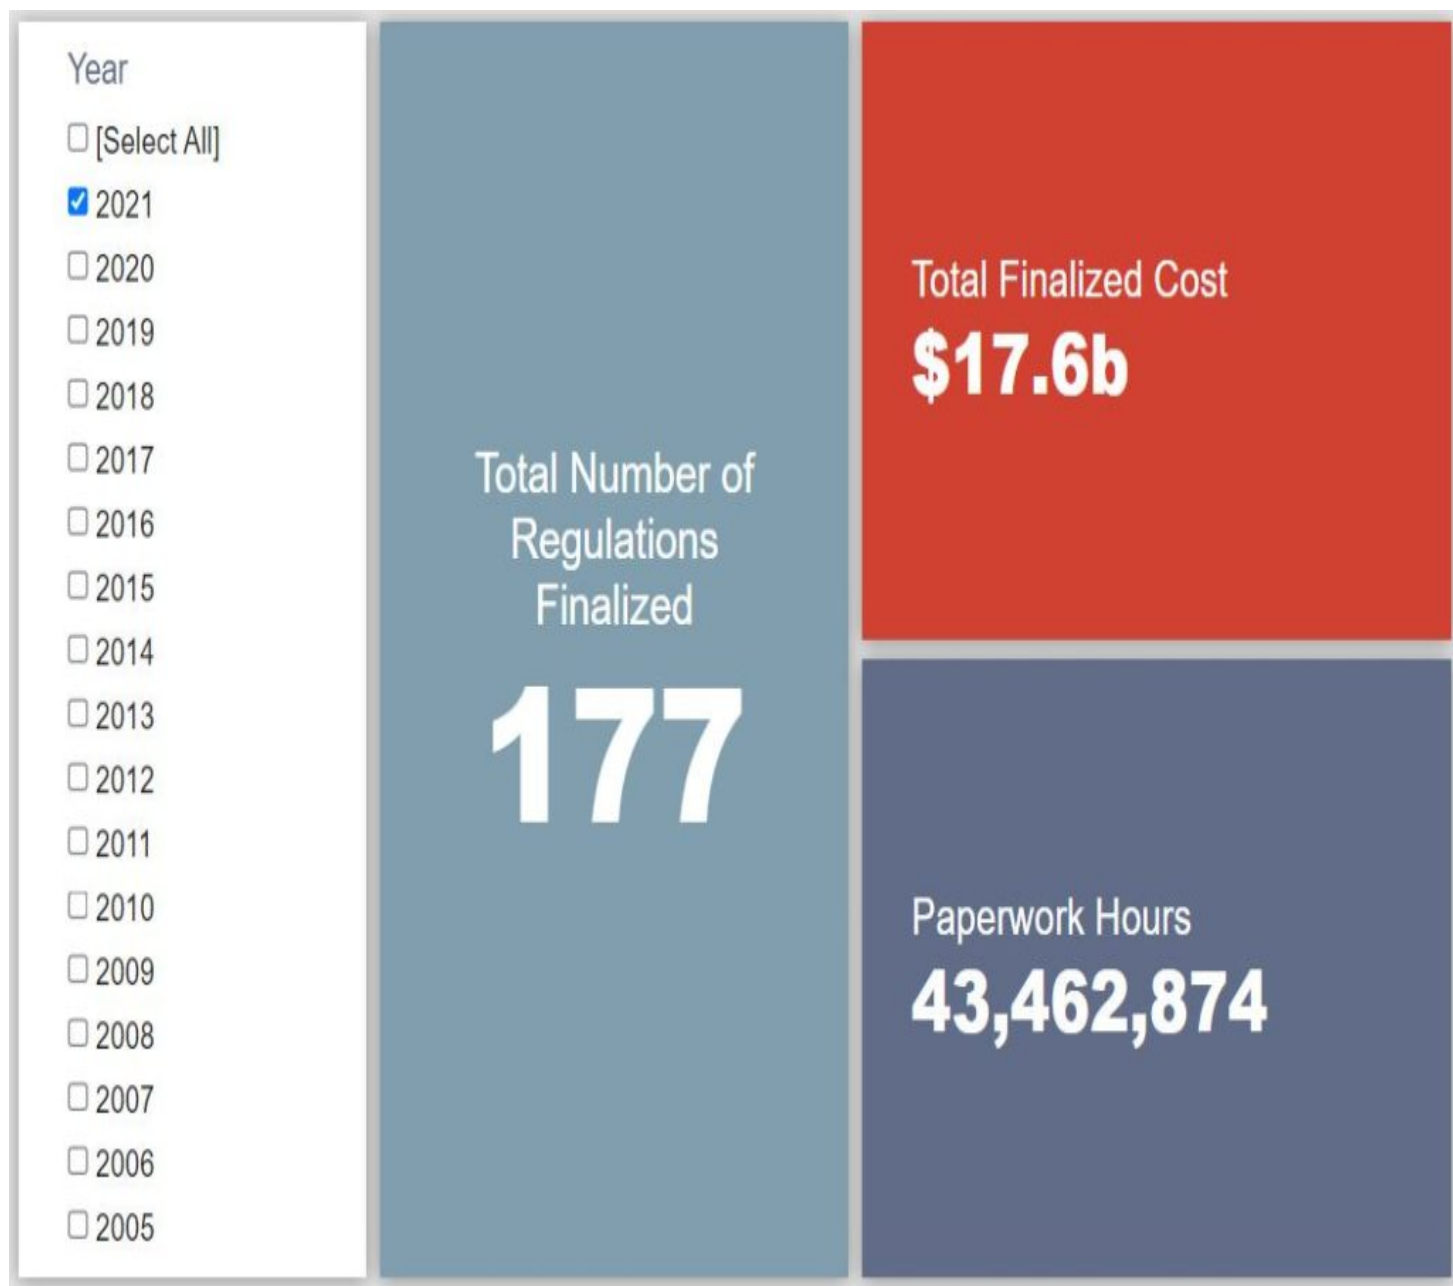 Year
[Select All]
2021
2020
2019
2018
2017
2016
2015
2014
2013
2012
2011
2010
2009
2008
2007
2006
2005
Total Number of
Regulations
Finalized
177
Total Finalized Cost
$17.6b
Paperwork Hours
43,462,874